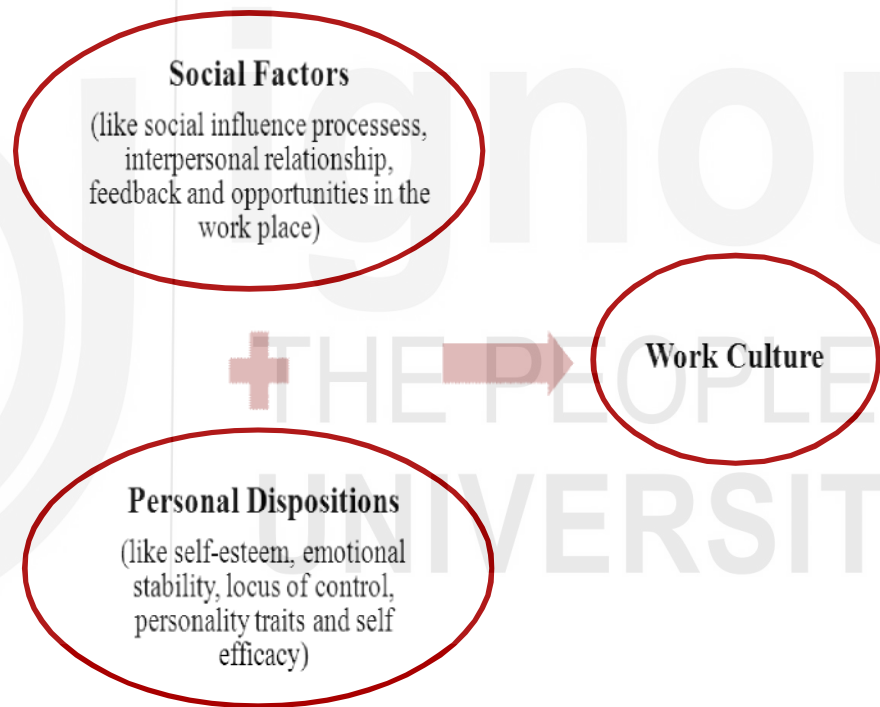 Social Factors
(like social influence processess,
interpersonal relationship,
feedback and opportunities in the
work place)
Work Culture
Personal Dispositions
(like self-esteem, emotional
stability, locus of control,
personality traits and self
efficacy)
ignou
THE PEOPLE
UNIVERSIT